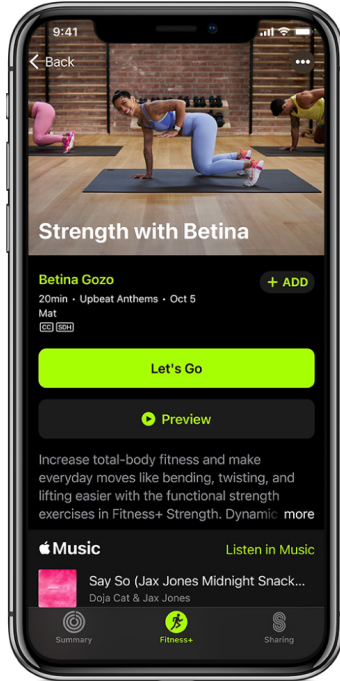 9:41
Back
Strength with Betina
Betina Gozo
+ ADD
20min • Upbeat Anthems • Oct 5
Mat
CC SDH
Let's Go
Preview
Increase total-body fitness and make
everyday moves like bending, twisting, and
lifting easier with the functional strength
exercises in Fitness+ Strength. Dynamic more
Music
Listen in Music
Say So (Jax Jones Midnight Snack...
Doja Cat & Jax Jones
Summary
Fitness+
Sharing